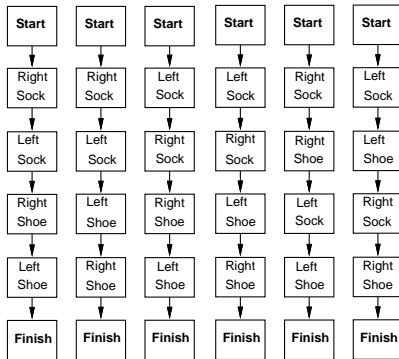 Start Start Start Start Start Start
Right Right Left Left Right Left
Sock Sock Sock Sock Sock Sock
Left Left Right Right Right Left
Sock Sock Sock Sock Shoe Shoe
Right Left Right Left Left Right
Shoe Shoe Shoe Shoe Sock Sock
Left Right Left Right Left Right
Shoe Shoe Shoe Shoe Shoe Shoe
Finish Finish Finish Finish Finish Finish